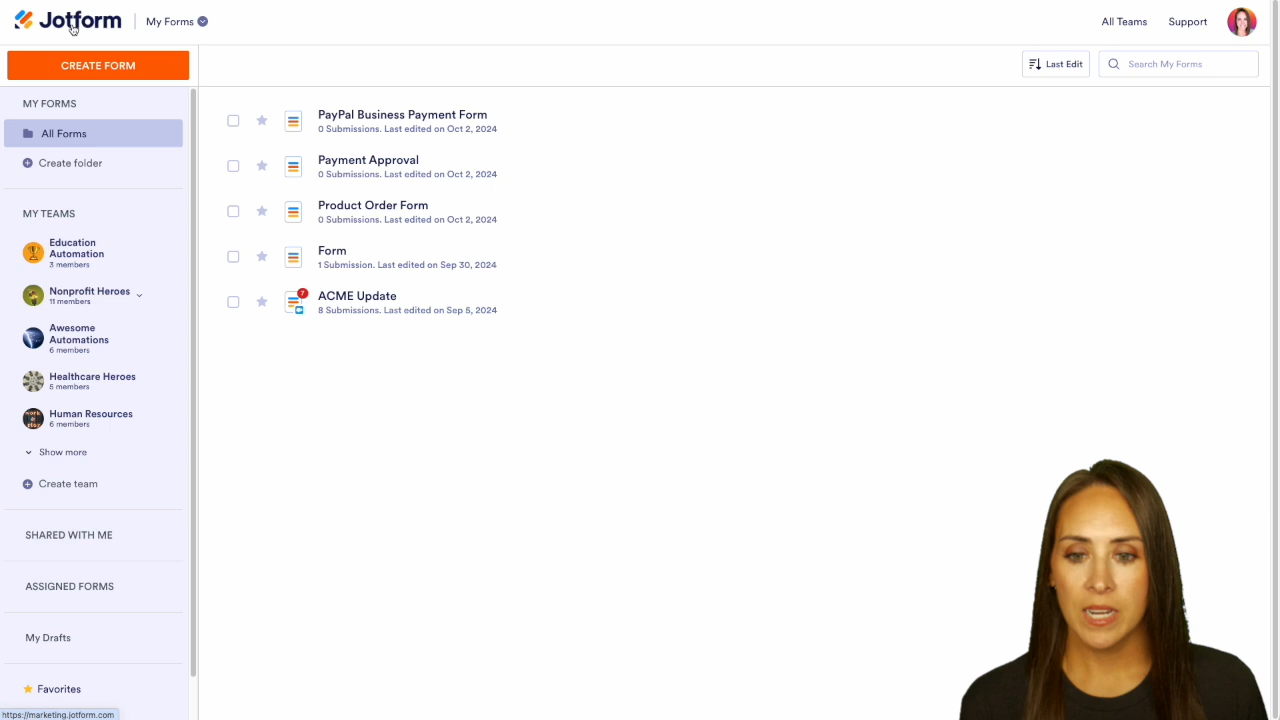 Jotform
My Forms
All Teams
Support
CREATE FORM
Last Edit
Search My Forms
MY FORMS
All Forms
Create folder
MY TEAMS
Education
Automation
3 members
Nonprofit Heroes
11 members
Awesome
Automations
6 members
Healthcare Heroes
5 members
Human Resources
6 members
Show more
Create team
SHARED WITH ME
ASSIGNED FORMS
My Drafts
Favorites
https://marketing.jotform.com
PayPal Business Payment Form
0 Submissions. Last edited on Oct 2, 2024
Payment Approval
0 Submissions. Last edited on Oct 2, 2024
Product Order Form
0 Submissions. Last edited on Oct 2, 2024
Form
1 Submission. Last edited on Sep 30, 2024
7
ACME Update
8 Submissions. Last edited on Sep 5, 2024